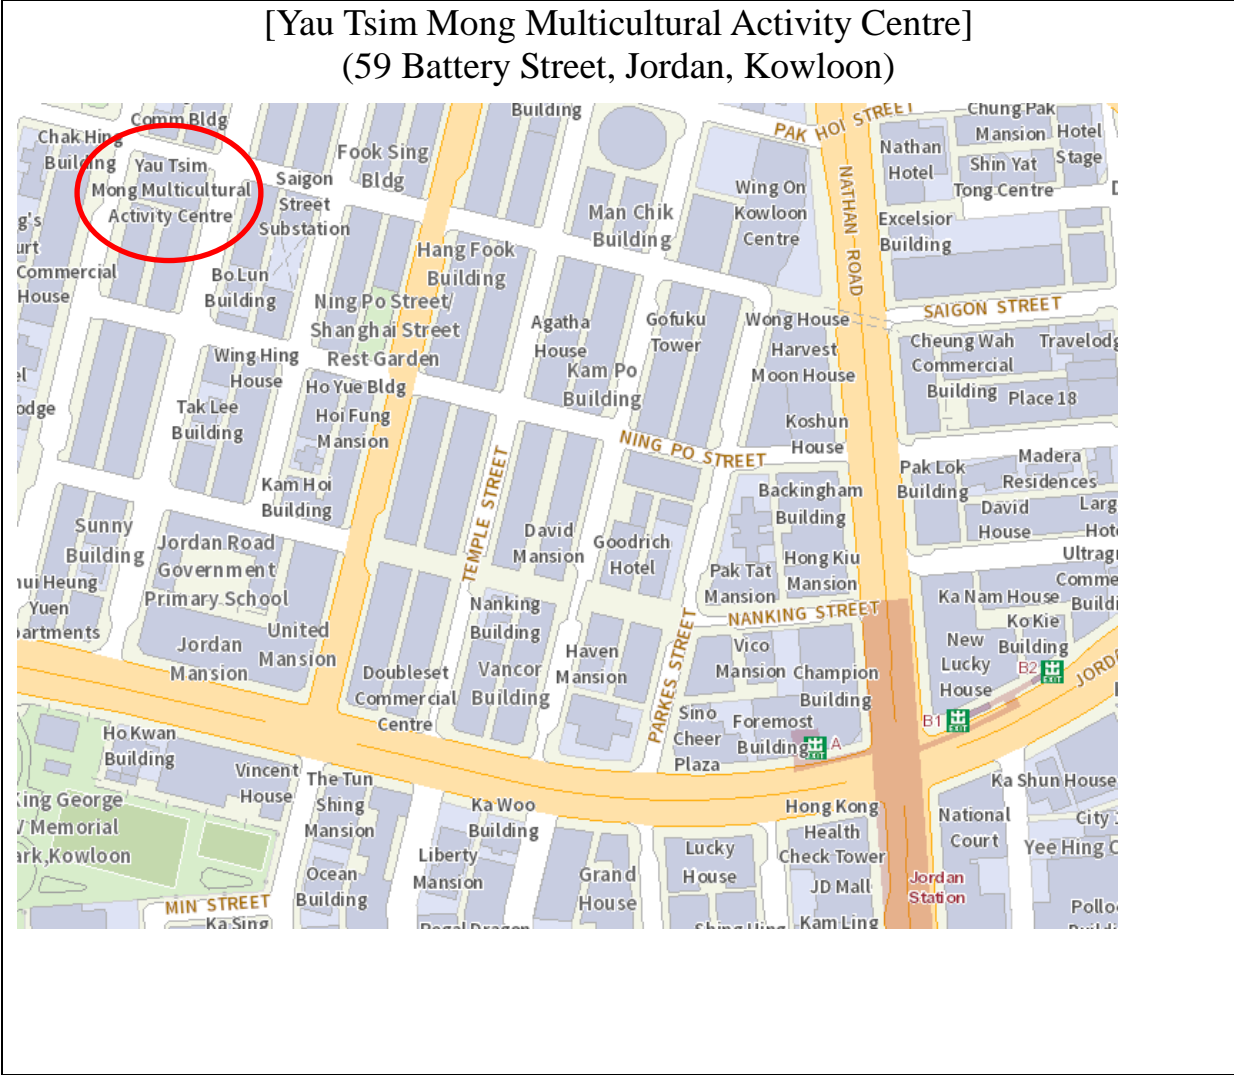 [Yau Tsim Mong Multicultural Activity Centre]
(59 Battery Street, Jordan, Kowloon)
Comm Bldg
Chak Hing
Building
Yau Tsim
Mong Multicultural
Activity Centre
Saigon
Street
Substation
Fook Sing
Bldg
Building
Man Chik
Building
Wing On
Kowloon
Centre
PAK HOI STREET
NATHAN ROAD
Nathan
Hotel
Chung Pak
Mansion
Hotel
Stage
Shin Yat
Tong Centre
Excelsior
Building
Commercial
House
Bo Lun
Building
Hang Fook
Building
Ning Po Street/
Shanghai Street
Rest Garden
Agatha
House
Gofuku
Tower
Kam Po
Building
Wong House
Harvest
Moon House
SAIGON STREET
Cheung Wah
Commercial
Building
Place 18
Wing Hing
House
Ho Yue Bldg
Hoi Fung
Mansion
Tak Lee
Building
Koshun
House
NING PO STREET
TEMPLE STREET
Kam Hoi
Building
Backingham
Building
Pak Lok
Building
Madera
Residences
David
House
Sunny
Building
Jordan Road
Government
Primary School
David
Mansion
Goodrich
Hotel
Pak Tat
Mansion
Hong Kiu
Mansion
Yuen
Jordan
Mansion
United
Mansion
Nanking
Building
Vancor
Building
Haven
Mansion
PARKES STREET
NANKING STREET
Vico
Mansion
Champion
Building
Ka Nam House
Ko Kie
Building
New
Lucky
House
B2
EXIT
B1
EXIT
Doubleset
Commercial
Centre
Sino
Cheer
Plaza
Foremost
Building
A
EXIT
Ho Kwan
Building
Vincent
House
The Tun
Shing
Mansion
Ka Woo
Building
Hong Kong
Health
Check Tower
National
Court
Ka Shun House
King George
V Memorial
Park, Kowloon
Liberty
Mansion
Grand
House
Lucky
House
JD Mall
Jordan
Station
Ocean
Building
MIN STREET
Ka Sing
Kam Ling